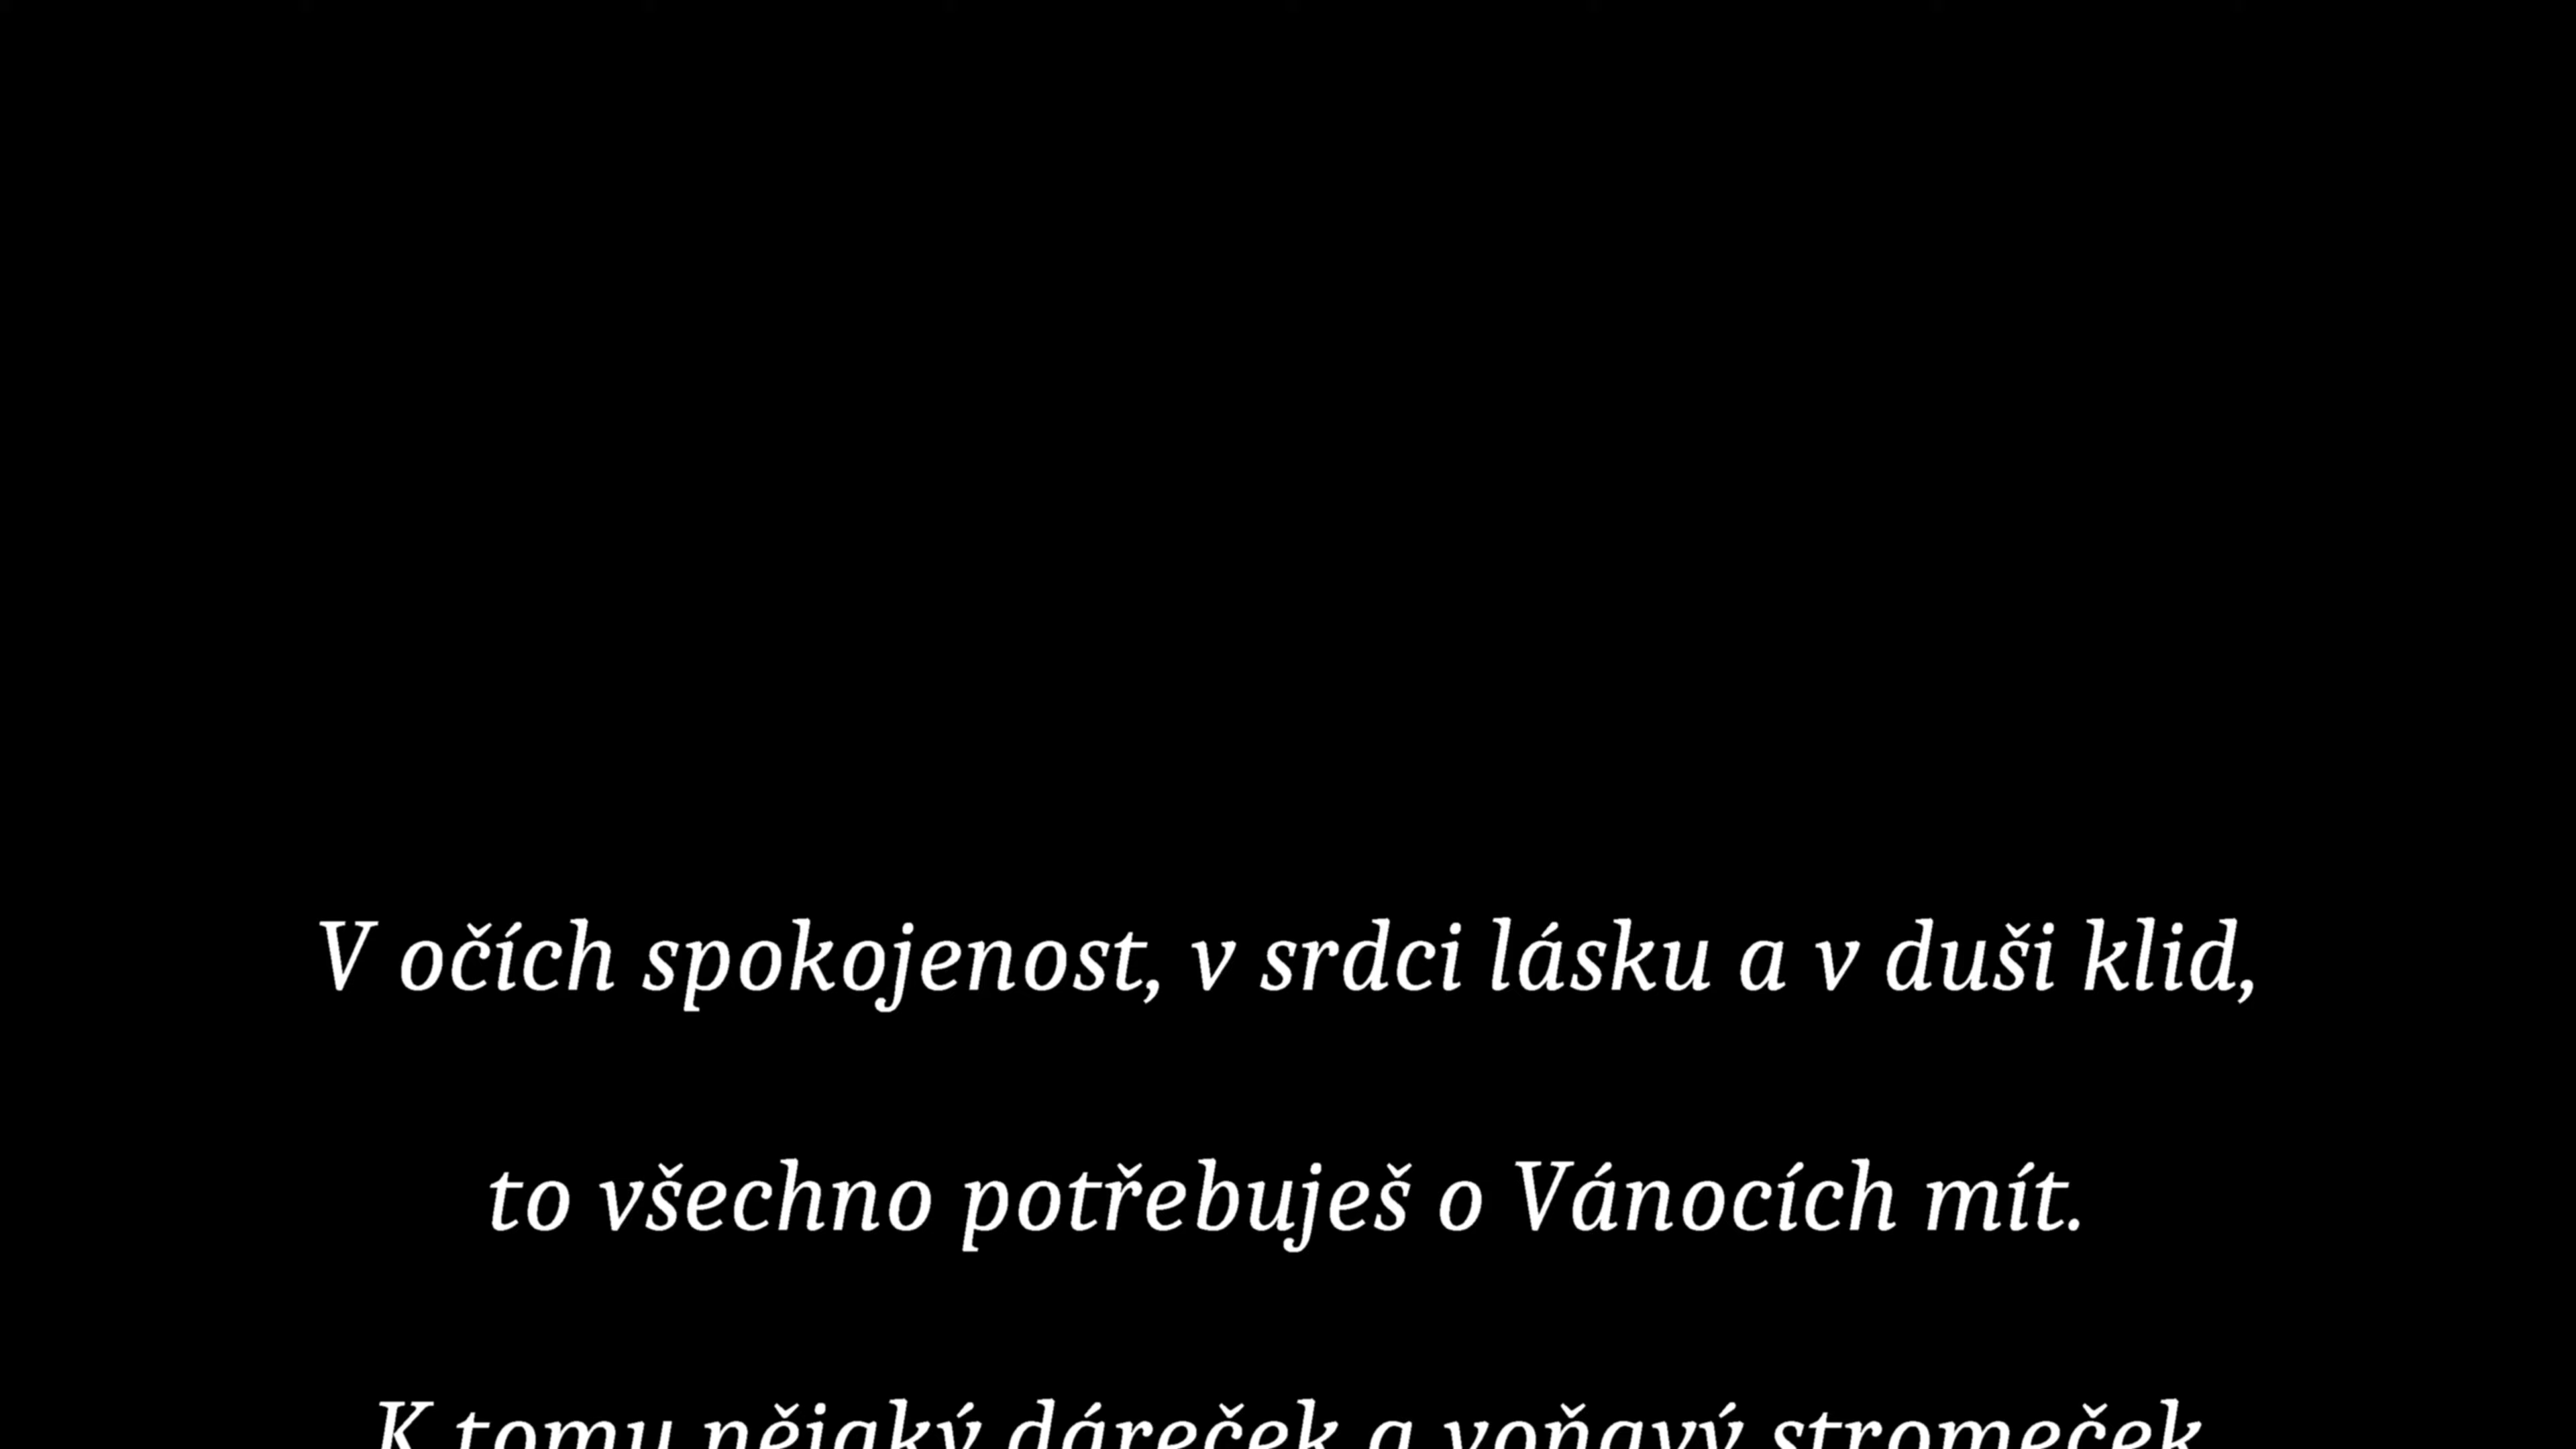 V očích spokojenost, v srdci lásku a v duši klid,
to všechno potřebuješ o Vánocích mít.
K tomu nějaký dáreček a voňavý stromeček